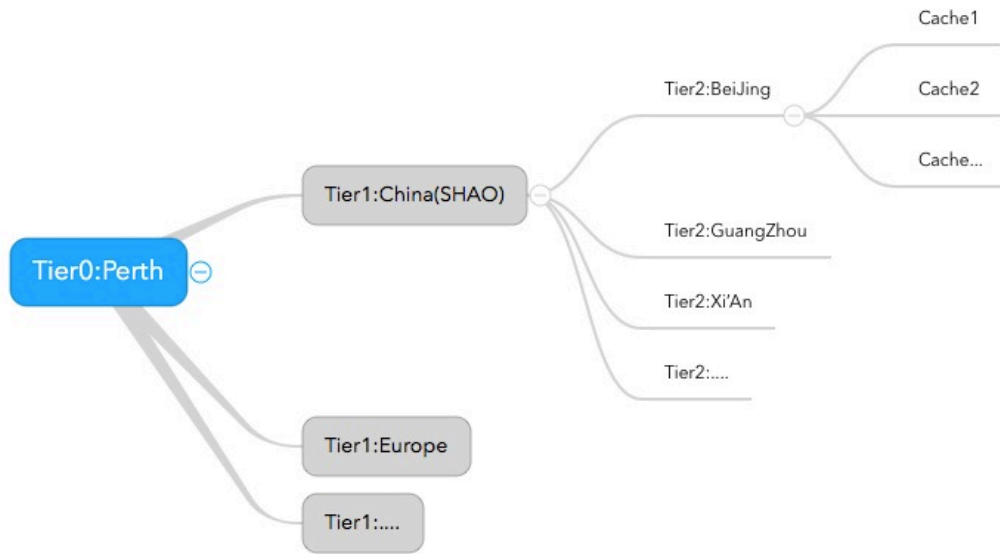 Cache1
Tier2:BeiJing
Cache2
Cache...
Tier1:China(SHAO)
Tier2:GuangZhou
Tier0:Perth
Tier2:Xi'An
Tier2:....
Tier1:Europe
Tier1:....